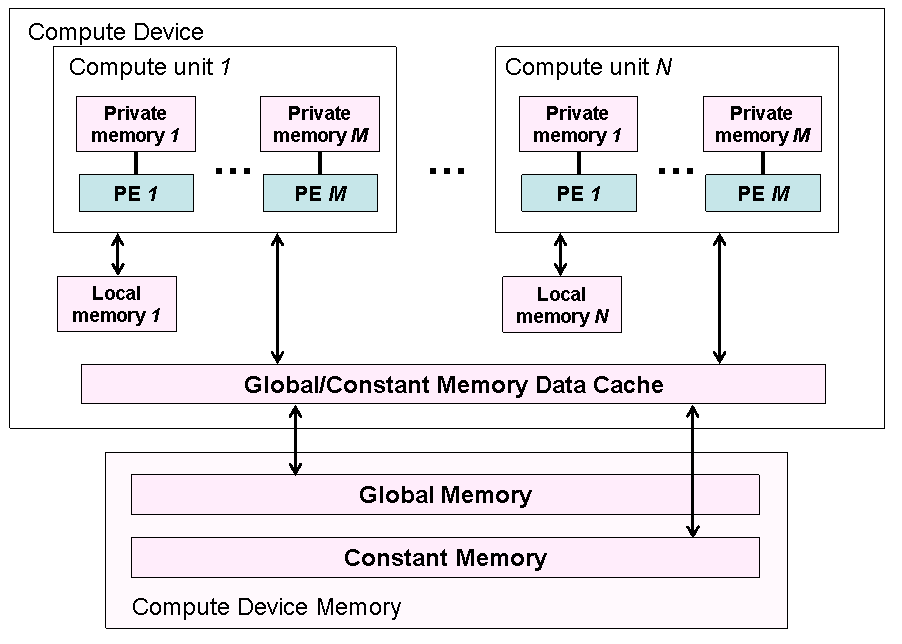 Compute Device
Compute unit 1
Compute unit N
Private
memory 1
Private
memory M
Private
memory 1
Private
memory M
PE 1
...
PE M
...
PE 1
...
PE M
Local
memory 1
Local
memory N
Global/Constant Memory Data Cache
Global Memory
Constant Memory
Compute Device Memory